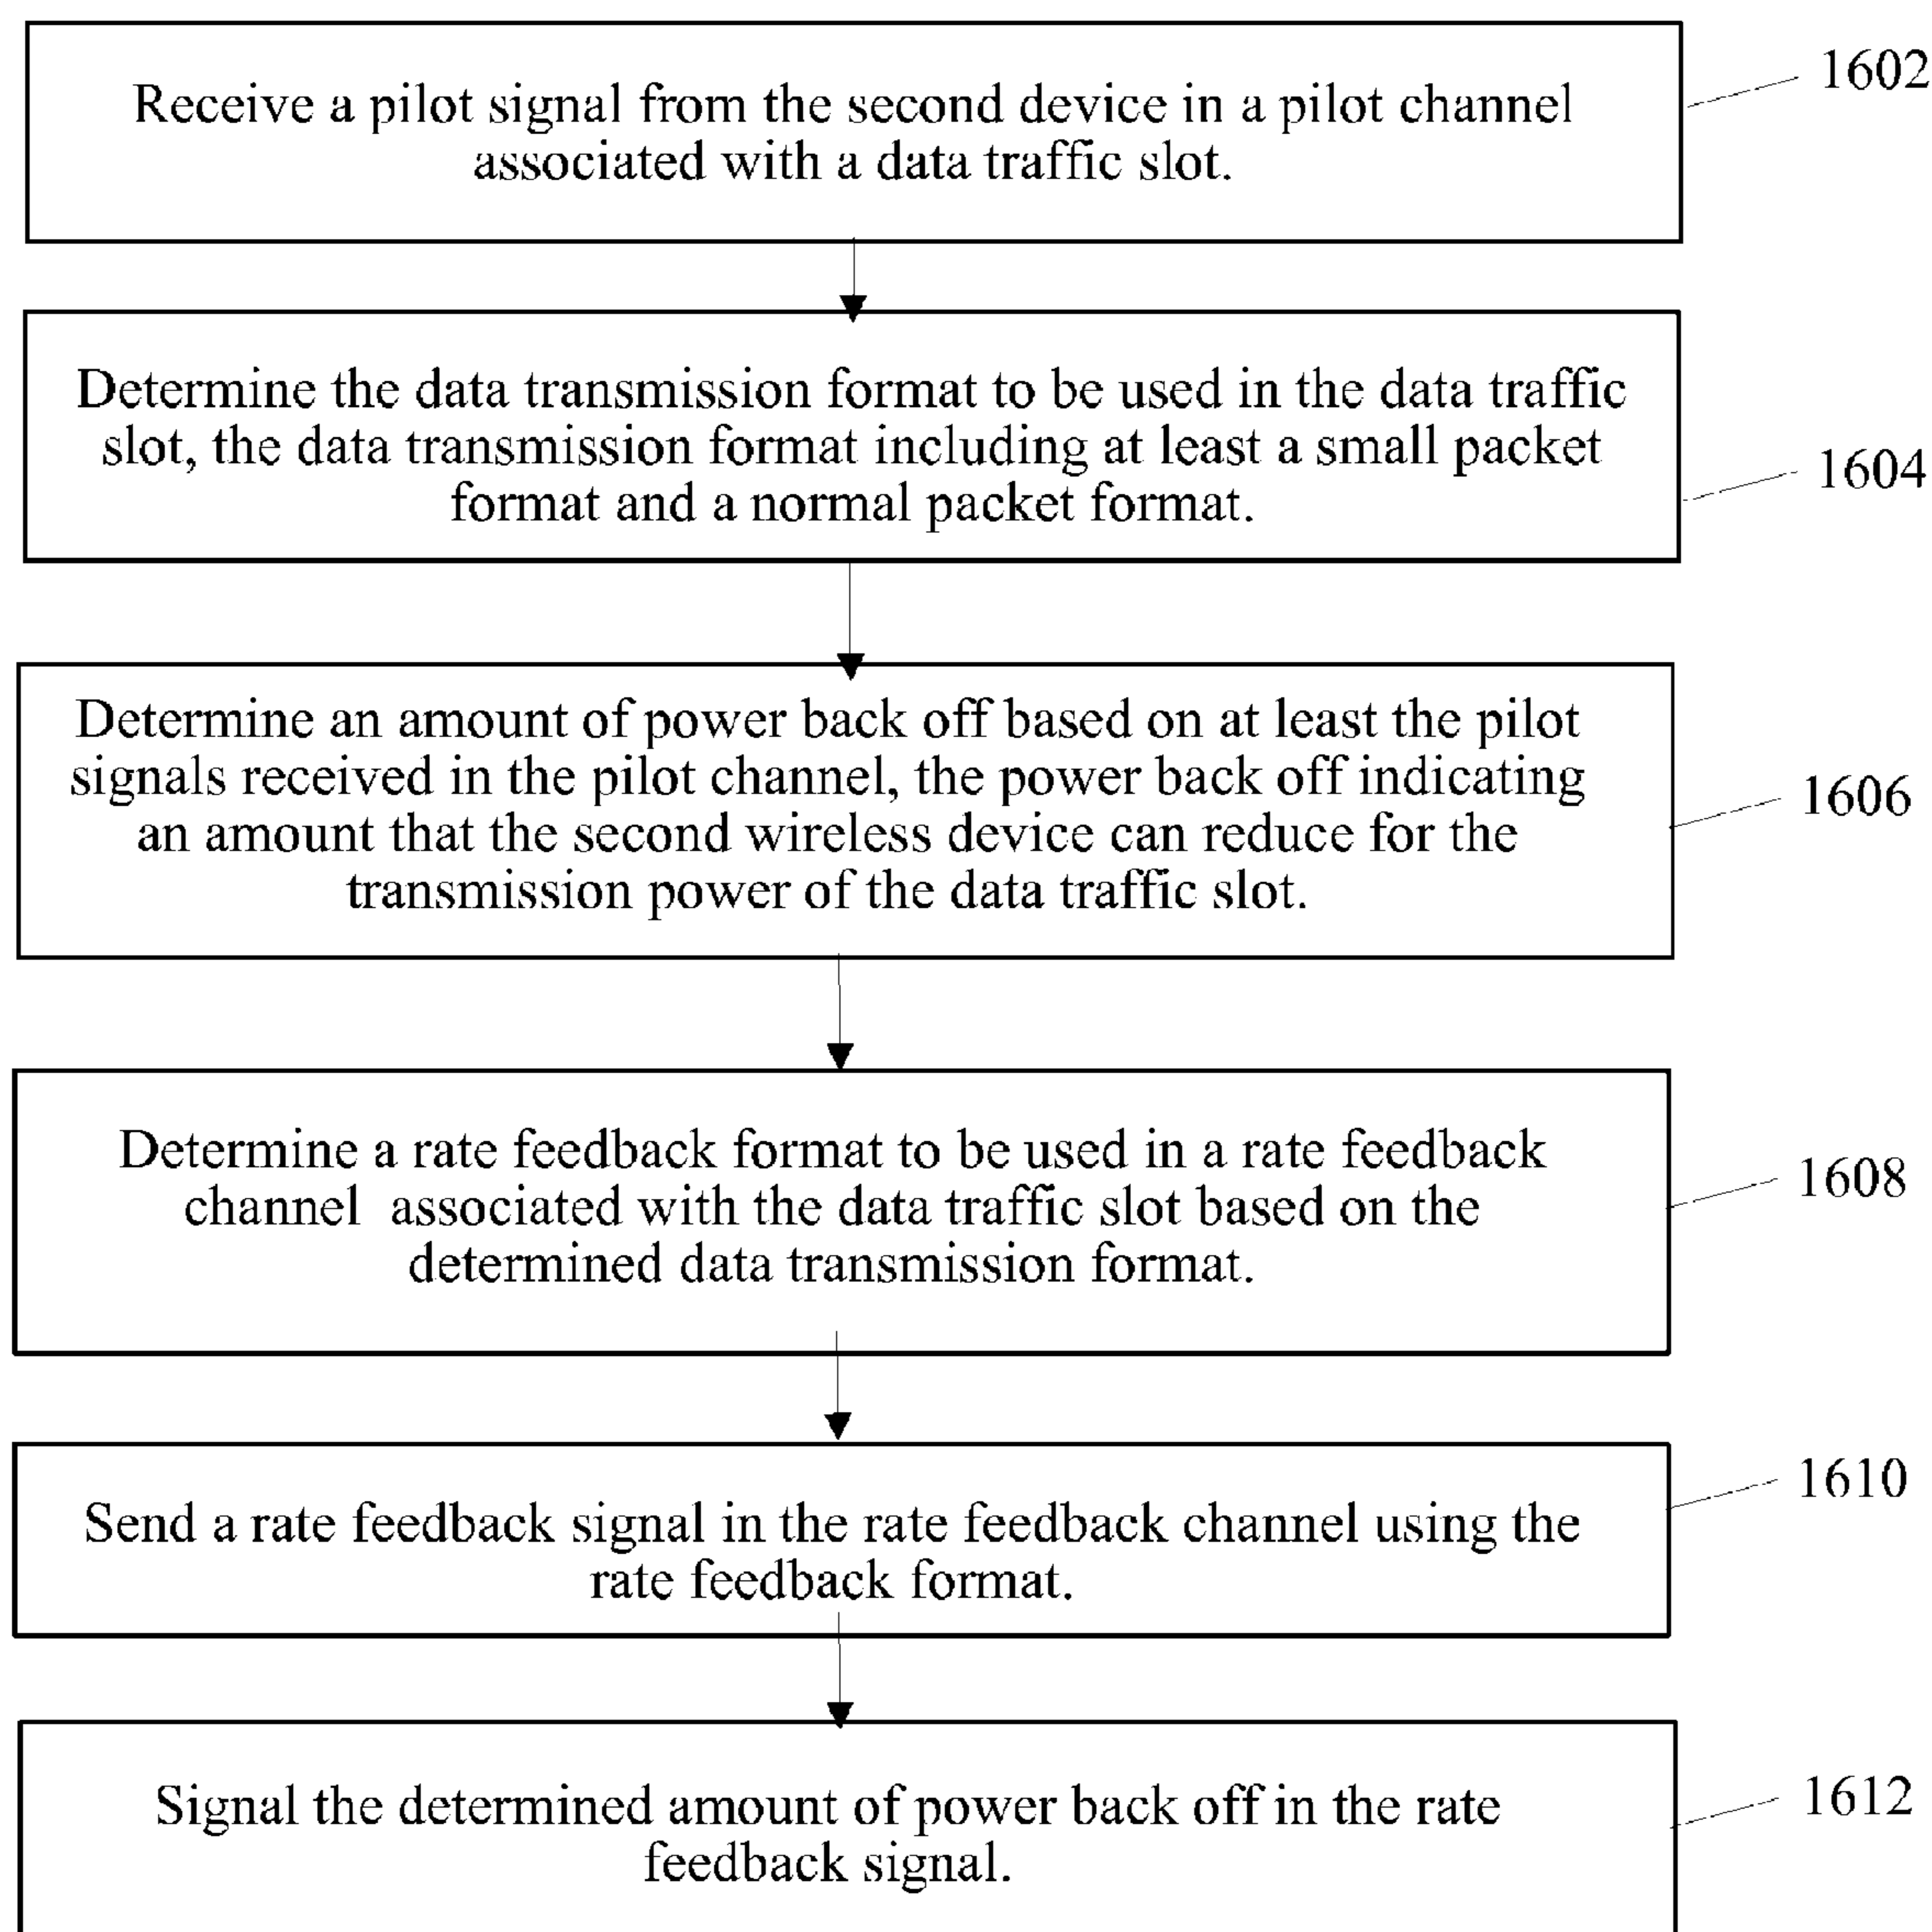 Receive a pilot signal from the second device in a pilot channel
associated with a data traffic slot.
1602
Determine the data transmission format to be used in the data traffic
slot, the data transmission format including at least a small packet
format and a normal packet format.
1604
Determine an amount of power back off based on at least the pilot
signals received in the pilot channel, the power back off indicating
an amount that the second wireless device can reduce for the
transmission power of the data traffic slot.
1606
Determine a rate feedback format to be used in a rate feedback
channel associated with the data traffic slot based on the
determined data transmission format.
1608
Send a rate feedback signal in the rate feedback channel using the
rate feedback format.
1610
Signal the determined amount of power back off in the rate
feedback signal.
1612